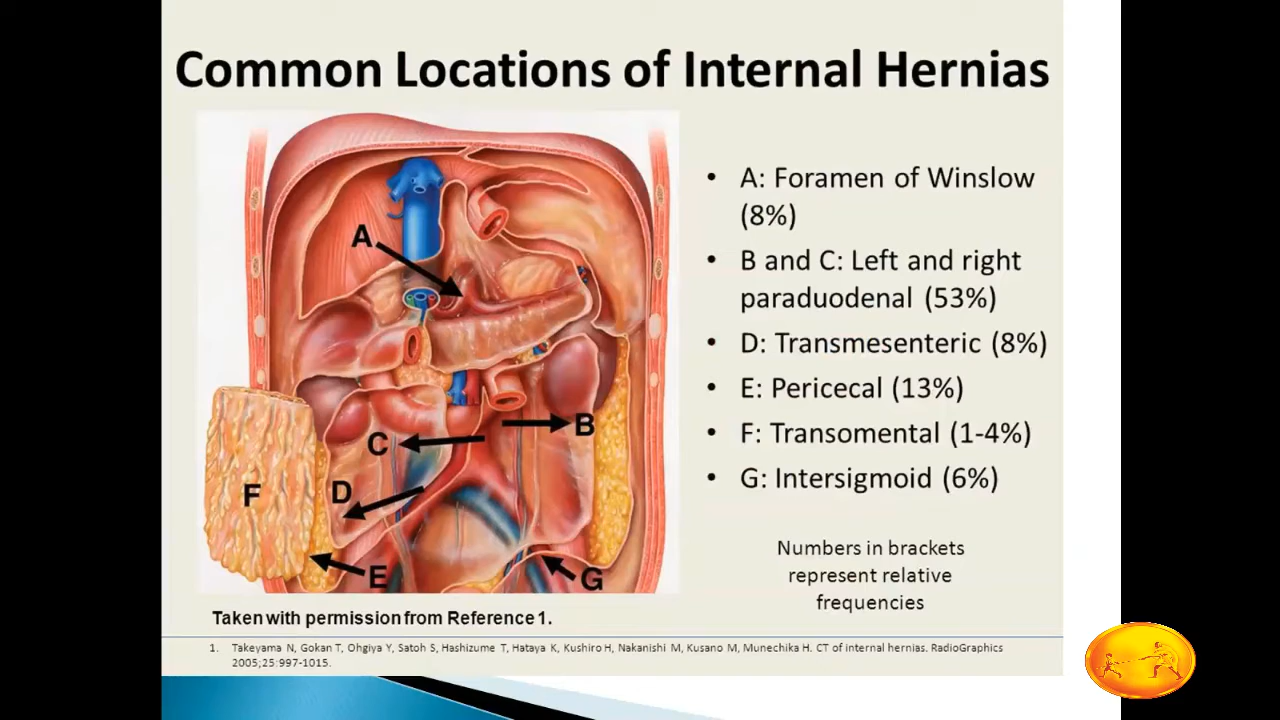 Common Locations of Internal Hernias
A
B
C
D
F
E
G
• A: Foramen of Winslow
(8%)
• B and C: Left and right
paraduodenal (53%)
• D: Transmesenteric (8%)
• E: Pericecal (13%)
• F: Transomental (1-4%)
• G: Intersigmoid (6%)
Numbers in brackets
represent relative
frequencies
Taken with permission from Reference 1.
1. Takeyama N, Gokan T, Ohgiya Y, Satoh S, Hashizume T, Hataya K, Kushiro H, Nakanishi M, Kusano M, Munechika H. CT of internal hernias. RadioGraphics
2005;25:997-1015.